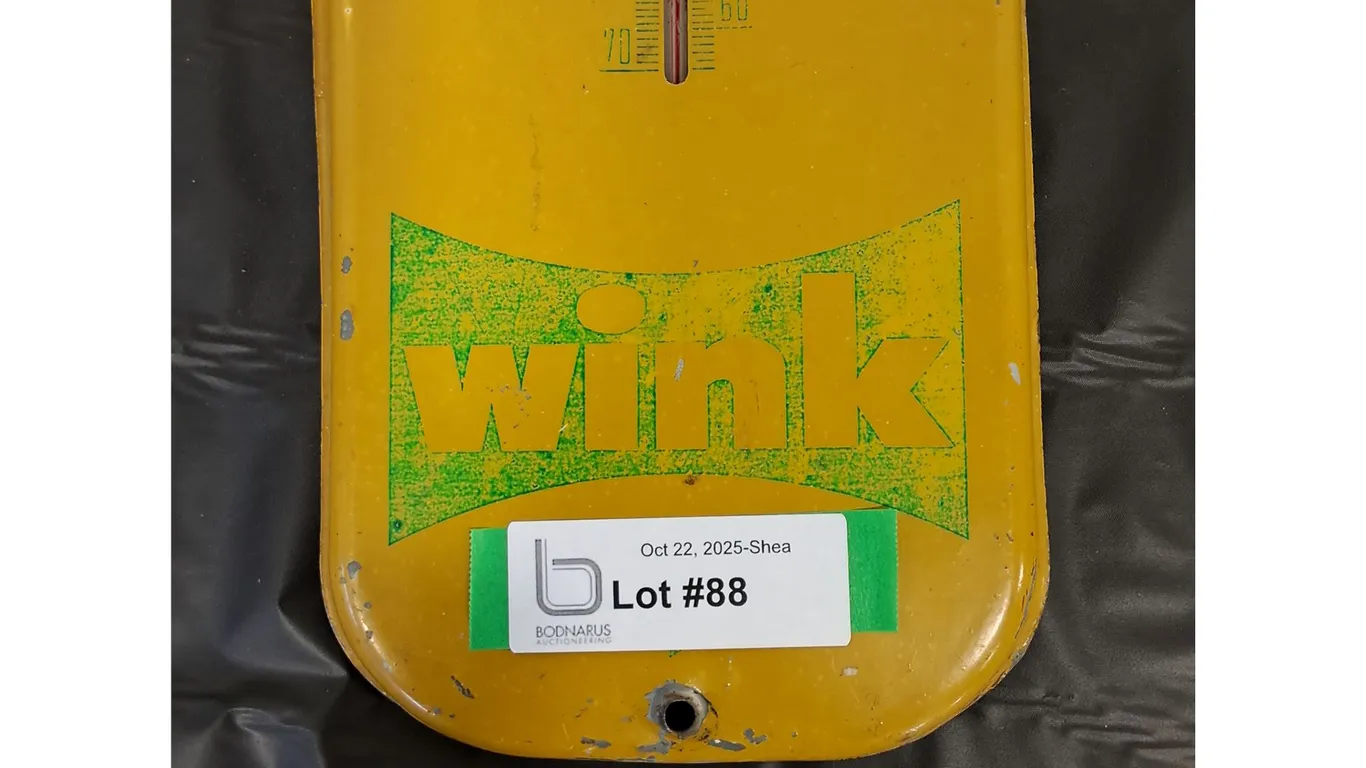 60
70
wink
Oct 22, 2025-Shea
Lot #88
BODNARUS
AUCTIONEERING